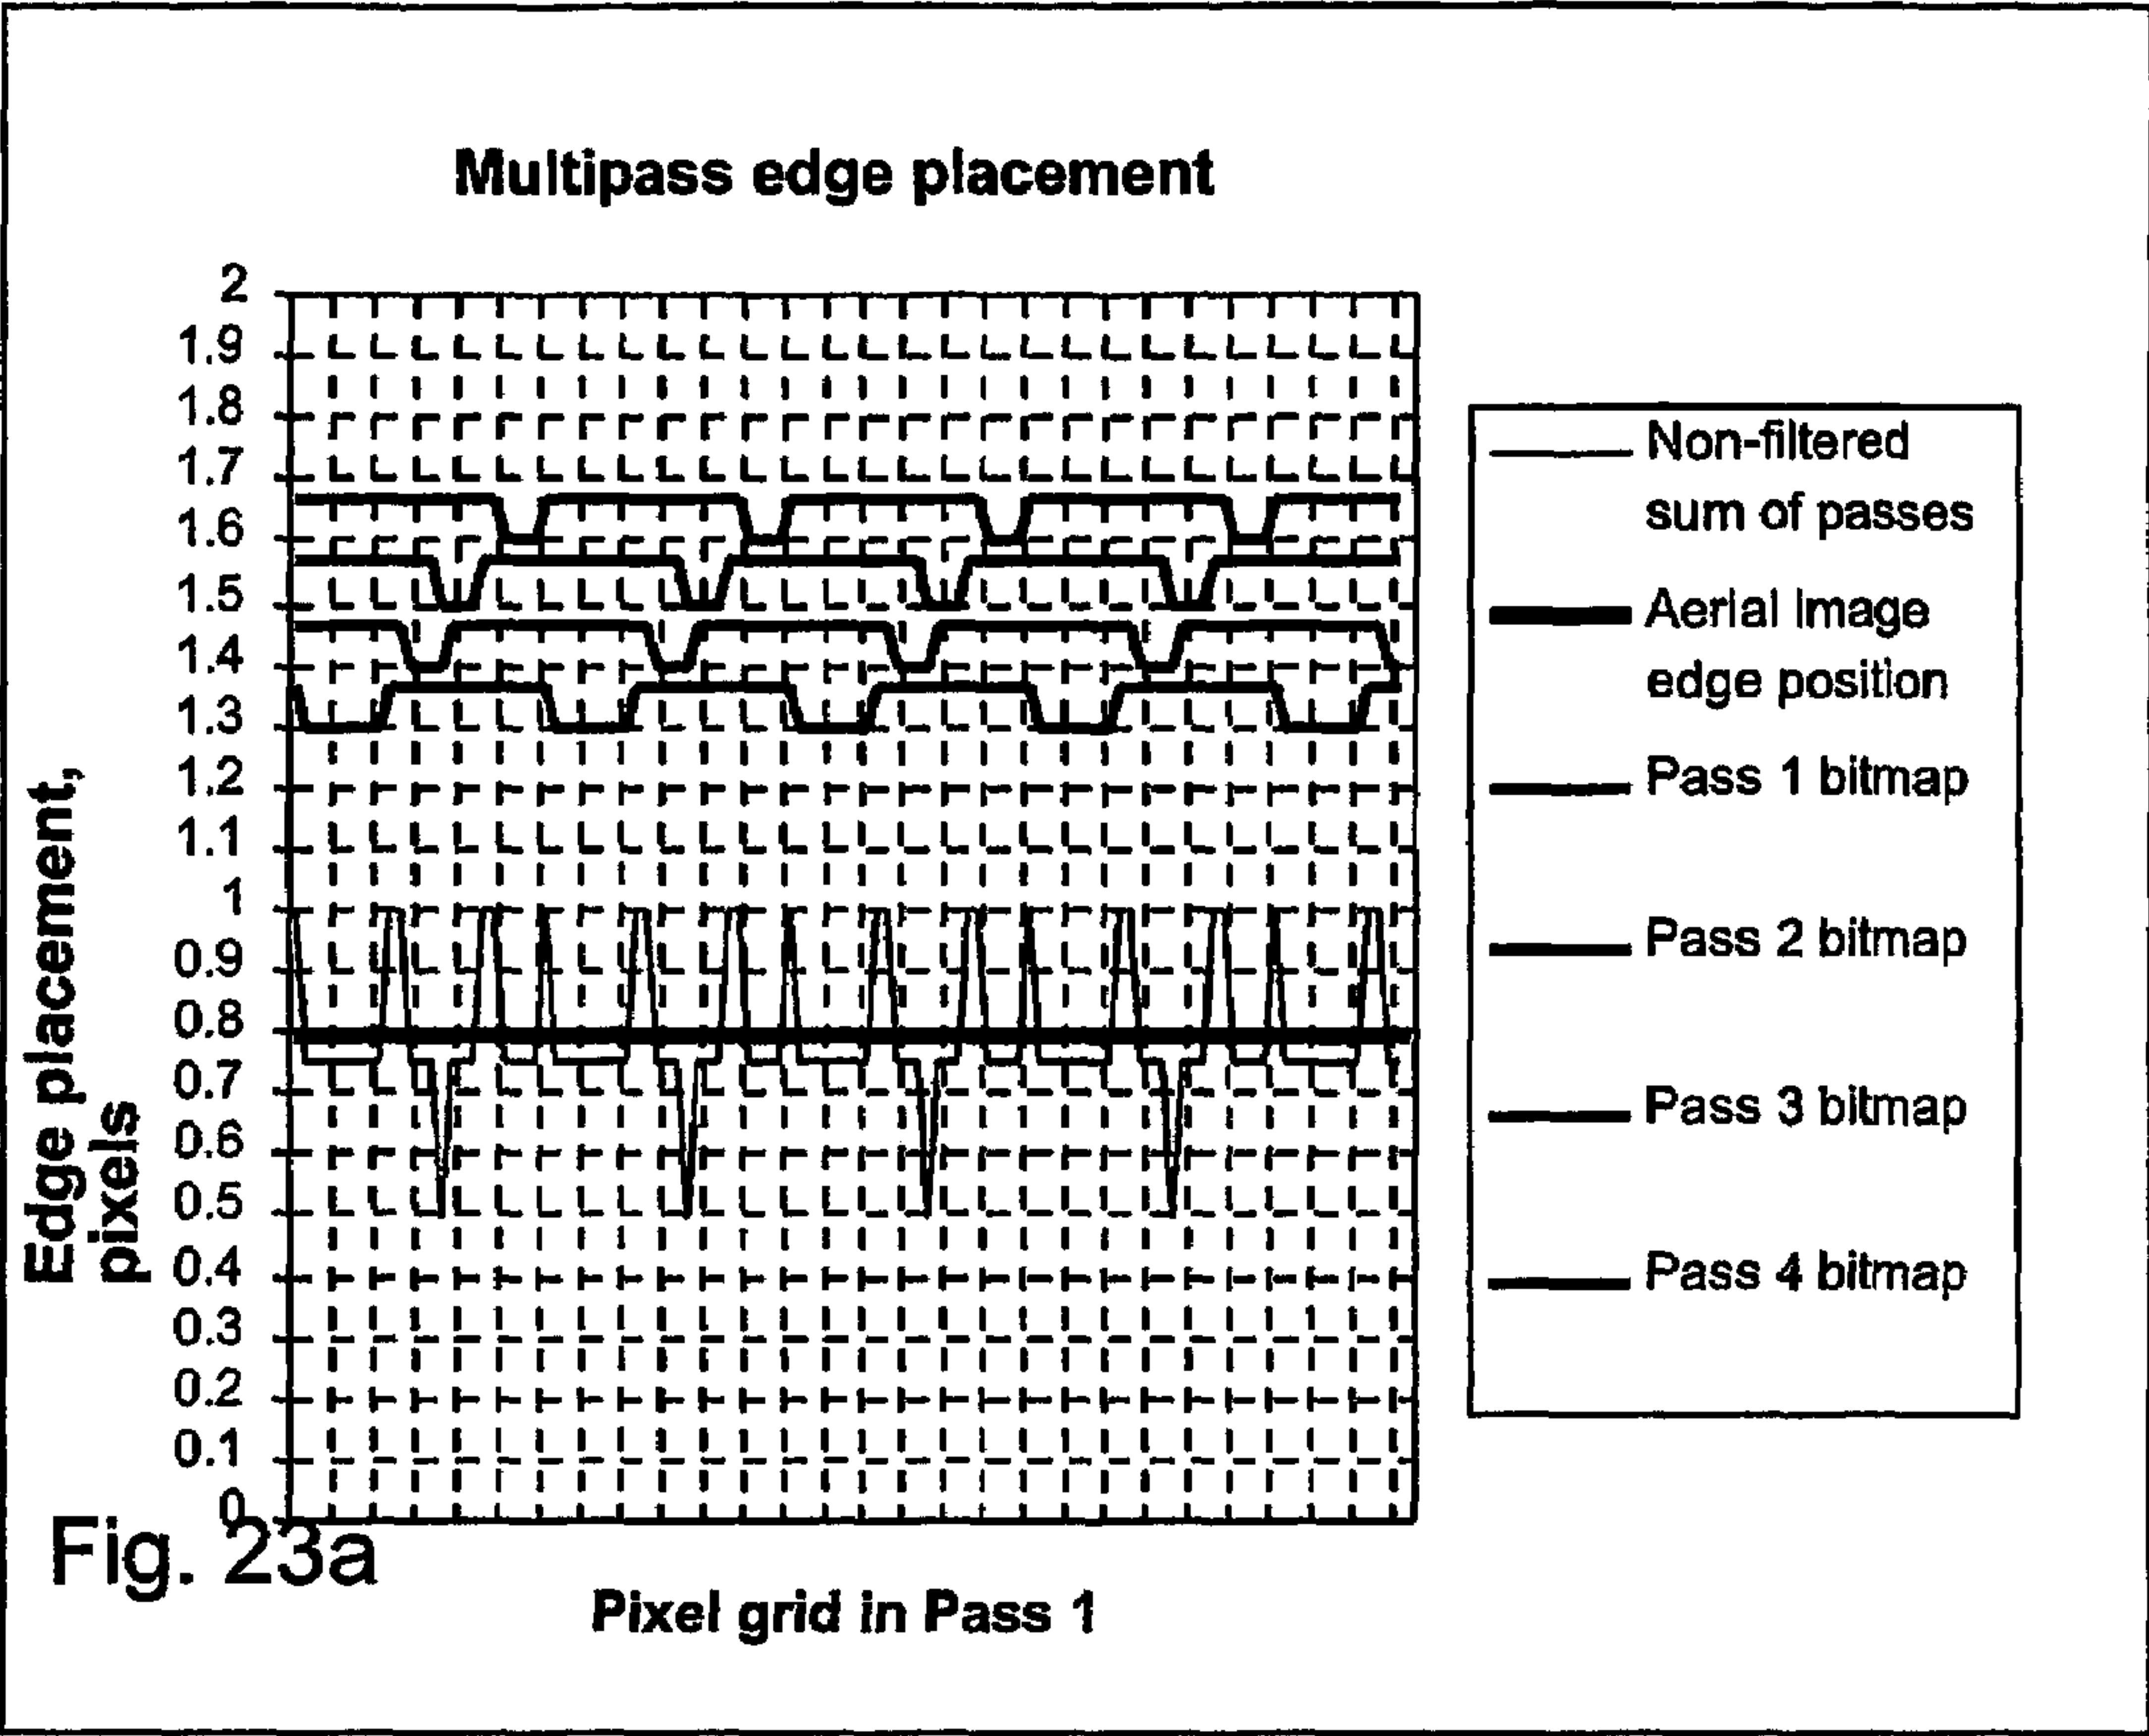 Multipass edge placement
2
1.9
1.8
1.7
1.6
1.5
1.4
1.3
1.2
1.1
1
0.9
0.8
0.7
0.6
0.5
0.4
0.3
0.2
0.1
0
Edge placement,
pixels
Non-filtered
sum of passes
Aerial Image
edge position
Pass 1 bitmap
Pass 2 bitmap
Pass 3 bitmap
Pass 4 bitmap
Fig. 23a
Pixel grid in Pass 1